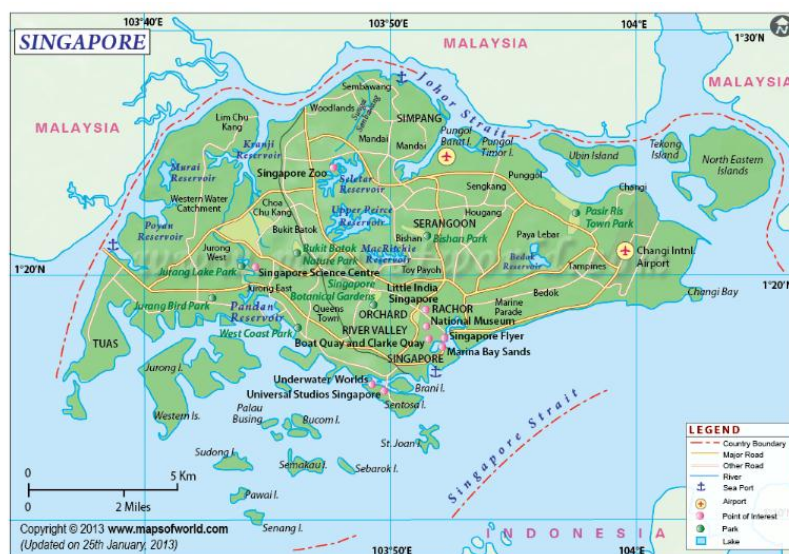 103°40'E
103°50'E
104°E
SINGAPORE
N
1°30'N
MALAYSIA
MALAYSIA
MALAYSIA
Johor Strait
Sembawang
Woodlands
SIMPANG
Lim Chu
Kang
Kranji
Reservoir
Mandai
Mandai
Pungol
Barat I.
Pungol
Timor I.
Ubin Island
Tekong
Island
North Eastern
Islands
Murai
Reservoir
Singapore Zoo
Seletar
Reservoir
Punggol
Sengkang
Changi
Western Water
Catchment
Choa
Chu Kang
Upper Peirce
Reservoir
Hougang
SERANGOON
Pasir Ris
Town Park
Poyan
Reservoir
Bukit Batok
Bishan
Bishan Park
Paya Lebar
Jurong
West
Bukit Batok
Nature Park
MacRitchie
Reservoir
Bedok
Reservoir
Changi Intnl.
Airport
1°20'N
Jurong Lake Park
Singapore Science Centre
Toa Payoh
Tampines
1°20'N
Jurong Bird Park
Singapore
Botanical Gardens
Little India
Singapore
Bedok
Changi Bay
Pandan
Reservoir
Queens
Town
ORCHARD
RACHOR
Marine
Parade
National Museum
West Coast Park
RIVER VALLEY
Singapore Flyer
TUAS
Boat Quay and Clarke Quay
Marina Bay Sands
SINGAPORE
Jurong I.
Underwater Worlds
Brani I.
Universal Studios Singapore
Sentosa I.
Western Is.
Palau
Busing
Bucom I.
St. Joan I.
Singapore Strait
Sudong I.
Semakau I.
Sebarok I.
Pawai I.
Senang I.
0
5 Km
0
2 Miles
LEGEND
Country Boundary
Major Road
Other Road
River
Sea Port
Airport
Point of Interest
Park
Lake
Copyright © 2013 www.mapsofworld.com
(Updated on 25th January, 2013)
INDONESIA
103°50'E
104°E